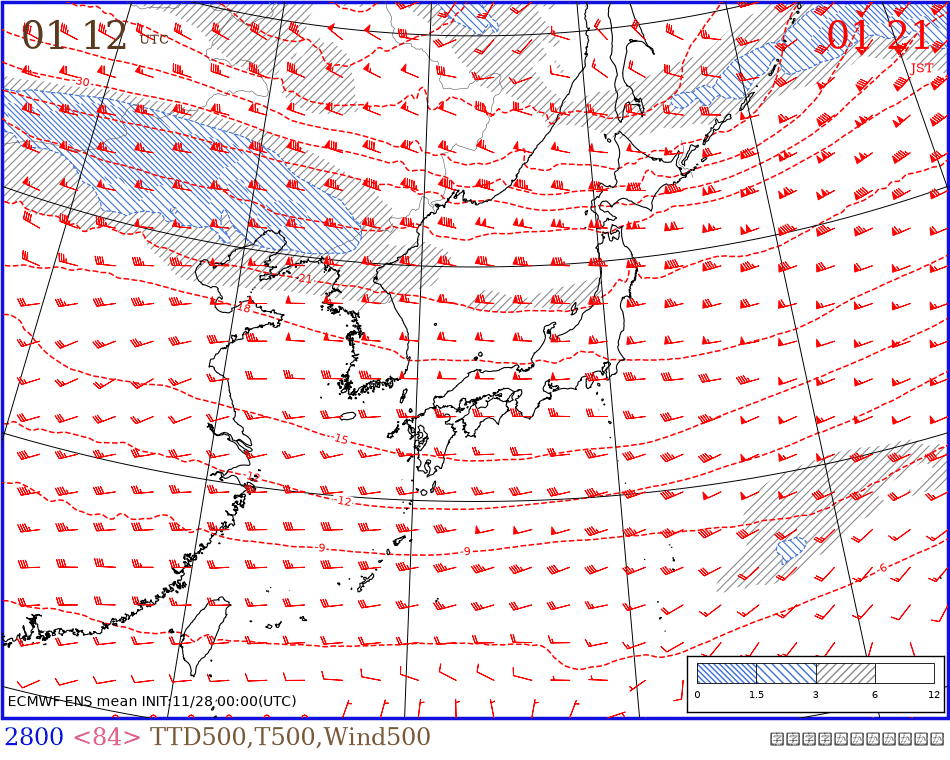 01 12 UTC
01 21
JST
-30
-21
-18
-15
-12
-9
-9
-6
0 1.5 3 6 12
ECMWF ENS mean INIT:11/28 00:00(UTC)
2800 <84> TTD500,T500,Wind500